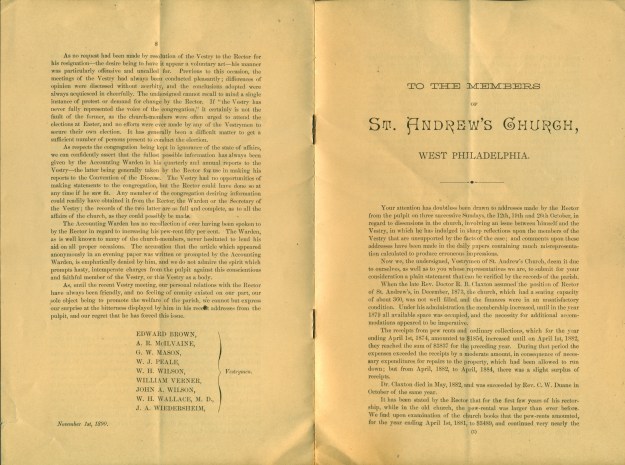 8
As no request had been made by resolution of the Vestry to the Rector for
his resignation—the desire being to have it appear a voluntary act—his manner
was particularly offensive and uncalled for. Previous to this occasion, the
meetings of the Vestry had always been conducted pleasantly; differences of
opinion were discussed without acerbity, and the conclusions adopted were
always acquiesced in cheerfully. The undersigned cannot recall to mind a single
instance of protest or demand for change by the Rector. If "the Vestry has
never fully represented the voice of the congregation," it certainly is not the
fault of the former, as the church-members were often urged to attend the
elections at Easter, and no efforts were ever made by any of the Vestrymen to
secure their own election. It has generally been a difficult matter to get a
sufficient number of persons present to conduct the election.
As respects the congregation being kept in ignorance of the state of affairs,
we can confidently assert that the fullest possible information has always been
given by the Accounting Warden in his quarterly and annual reports to the
Vestry—the latter being generally taken by the Rector for use in making his
reports to the Convention of the Diocese. The Vestry had no opportunities of
making statements to the congregation, but the Rector could have done so at
any time if he saw fit. Any member of the congregation desiring information
could readily have obtained it from the Rector, the Warden or the Secretary of
the Vestry; the records of the two latter are as full and complete, as to all the
affairs of the church, as they could possibly be made.
The Accounting Warden has no recollection of ever having been spoken to
by the Rector in regard to increasing his pew-rent fifty per cent. The Warden,
as is well known to many of the church-members, never hesitated to lend his
aid on all proper occasions. The accusation that the article which appeared
anonymously in an evening paper was written or prompted by the Accounting
Warden, is emphatically denied by him, and we do not admire the spirit which
prompts hasty, intemperate charges from the pulpit against this conscientious
and faithful member of the Vestry, or this Vestry as a body.
As, until the recent Vestry meeting, our personal relations with the Rector
have always been friendly, and no feeling of enmity existed on our part, our
sole object being to promote the welfare of the parish, we cannot but express
our surprise at the bitterness displayed by him in his recent addresses from the
pulpit, and our regret that he has forced this issue.
EDWARD BROWN,
A. R. McILVAINE,
G. W. MASON,
W. J. PEALE,
W. H. WILSON,
WILLIAM VERNER,
JOHN A. WILSON,
W. H. WALLACE, M. D.,
J. A. WIEDERSHEIM,
Vestrymen.
November 1st, 1890.
TO THE MEMBERS
OF
ST. ANDREW'S CHURCH,
WEST PHILADELPHIA.
Your attention has doubtless been drawn to addresses made by the Rector
from the pulpit on three successive Sundays, the 12th, 19th and 26th October, in
regard to discussions in the church, involving an issue between himself and the
Vestry, in which he has indulged in many reflections upon the members of the
Vestry that are unsupported by the facts of the case; and comments upon these
addresses have been made in the daily papers containing much misrepresenta-
tion calculated to produce erroneous impressions.
Now we, the undersigned, Vestrymen of St. Andrew's Church, deem it due
to ourselves, as well as to you whose representatives we are, to submit for your
consideration a plain statement that can be verified by the records of the parish.
When the late Rev. Doctor R. B. Claxton assumed the position of Rector
of St. Andrew's, in December, 1873, the church, which had a seating capacity
of about 300, was not well filled, and the finances were in an unsatisfactory
condition. Under his administration the membership increased, until in the year
1879 all available space was occupied, and the necessity for additional accom-
modations appeared to be imperative.
The receipts from pew rents and ordinary collections, which for the year
ending April 1st, 1874, amounted to $1856, increased until on April 1st, 1882,
they reached the sum of $3837 for the preceding year. During that period the
expenses exceeded the receipts by a moderate amount, in consequence of neces-
sary expenditures for repairs to the property, which had been allowed to run
down; but from April, 1882, to April, 1884, there was a slight surplus of
receipts.
Dr. Claxton died in May, 1882, and was succeeded by Rev. C. W. Duane in
October of the same year.
It has been stated by the Rector that for the first few years of his rector-
ship, while in the old church, the pew-rental was larger than ever before.
We find upon examination of the church books that the pew-rents amounted,
for the year ending April 1st, 1881, to $3489, and continued very nearly the